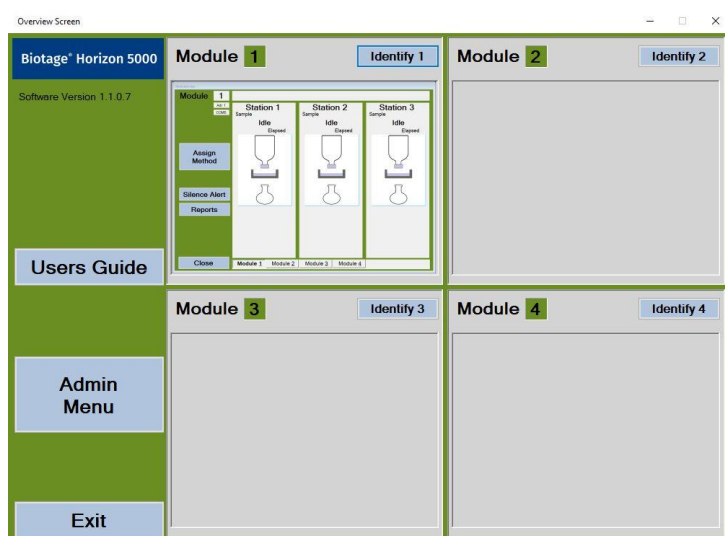 Overview Screen
Biotage® Horizon 5000
Software Version 1.1.0.7
Users Guide
Admin
Menu
Exit
Module 1
Identify 1
Module 1
Station 1
Sample
Idle
Elapsed
Station 2
Sample
Idle
Elapsed
Station 3
Sample
Idle
Elapsed
Assign
Method
Silence Alert
Reports
Close
Module 1 Module 2 Module 3 Module 4
Module 2
Identify 2
Module 3
Identify 3
Module 4
Identify 4